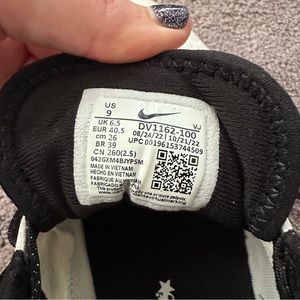 US
9
UK 6.5
EUR 40.5
cm 26
BR 39
CN 260(2.5)
DV1162-100
08/24/22 10/21/22
UPC 00196153744509
VJ
042GXM4BJYPSM
MADE IN VIETNAM
HECHO EN VIETNAM
FABRIQUÉ AU VIETNAM